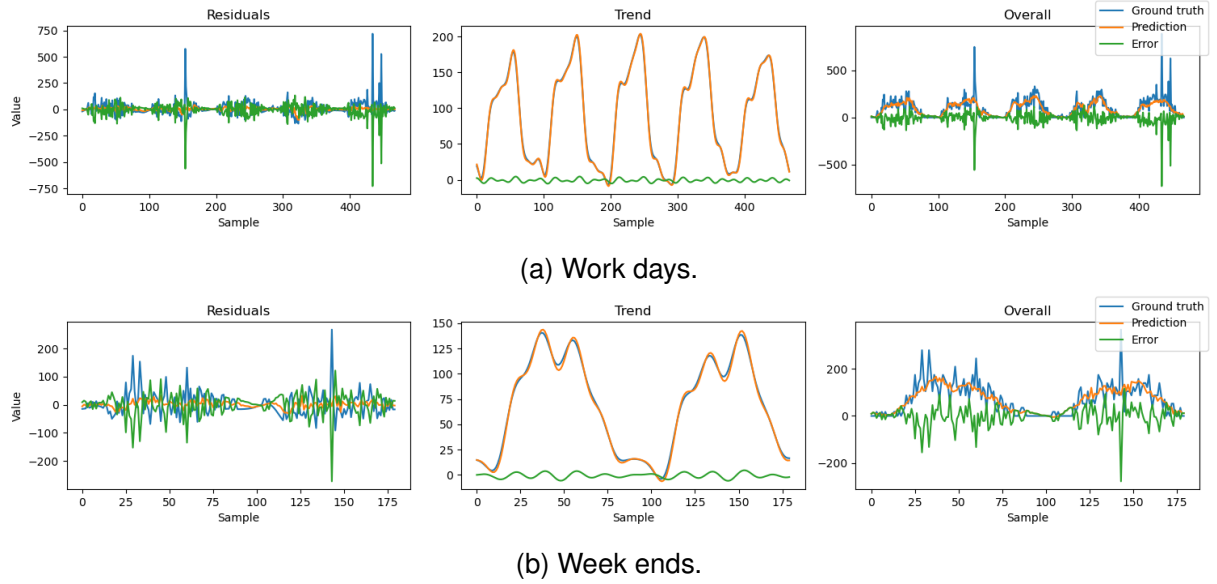 Residuals
Trend
Overall
Ground truth
Prediction
Error
Value
750
500
250
0
−250
−500
−750
0 100 200 300 400
Sample
200
150
100
50
0
0 100 200 300 400
Sample
500
0
−500
0 100 200 300 400
Sample
(a) Work days.
Residuals
Trend
Overall
Ground truth
Prediction
Error
Value
200
100
0
−100
−200
0 25 50 75 100 125 150 175
Sample
150
125
100
75
50
25
0
0 25 50 75 100 125 150 175
Sample
200
0
−200
0 25 50 75 100 125 150 175
Sample
(b) Week ends.